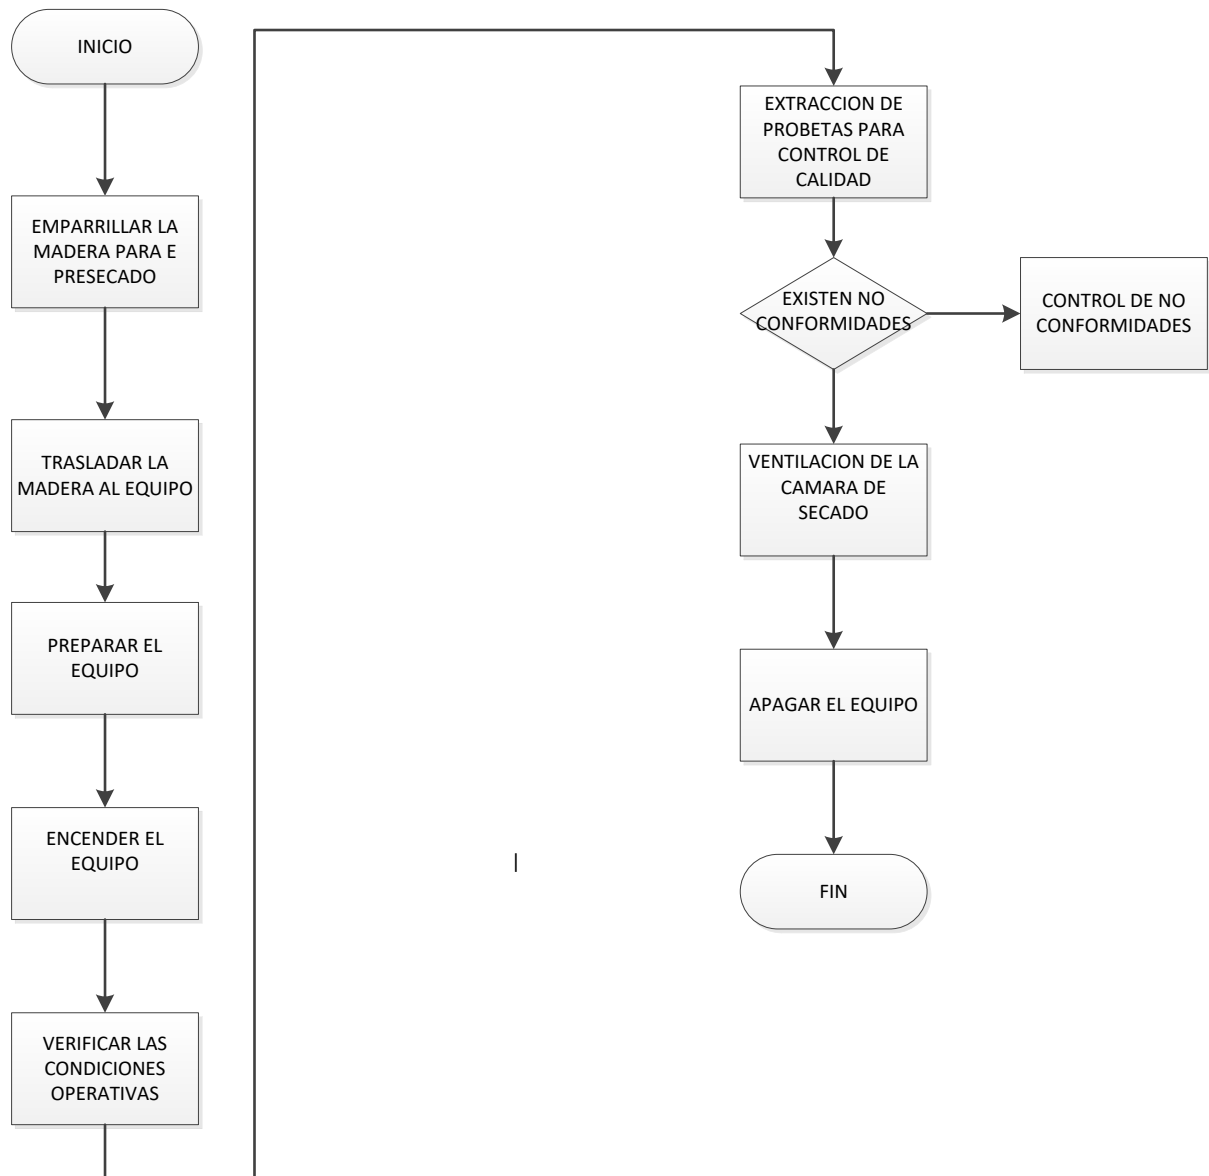 INICIO
EMPARRILLAR LA
MADERA PARA E
PRESECADO
TRASLADAR LA
MADERA AL EQUIPO
PREPARAR EL
EQUIPO
ENCENDER EL
EQUIPO
VERIFICAR LAS
CONDICIONES
OPERATIVAS
EXTRACCION DE
PROBETAS PARA
CONTROL DE
CALIDAD
EXISTEN NO
CONFORMIDADES
CONTROL DE NO
CONFORMIDADES
VENTILACION DE LA
CAMARA DE
SECADO
APAGAR EL EQUIPO
|
FIN